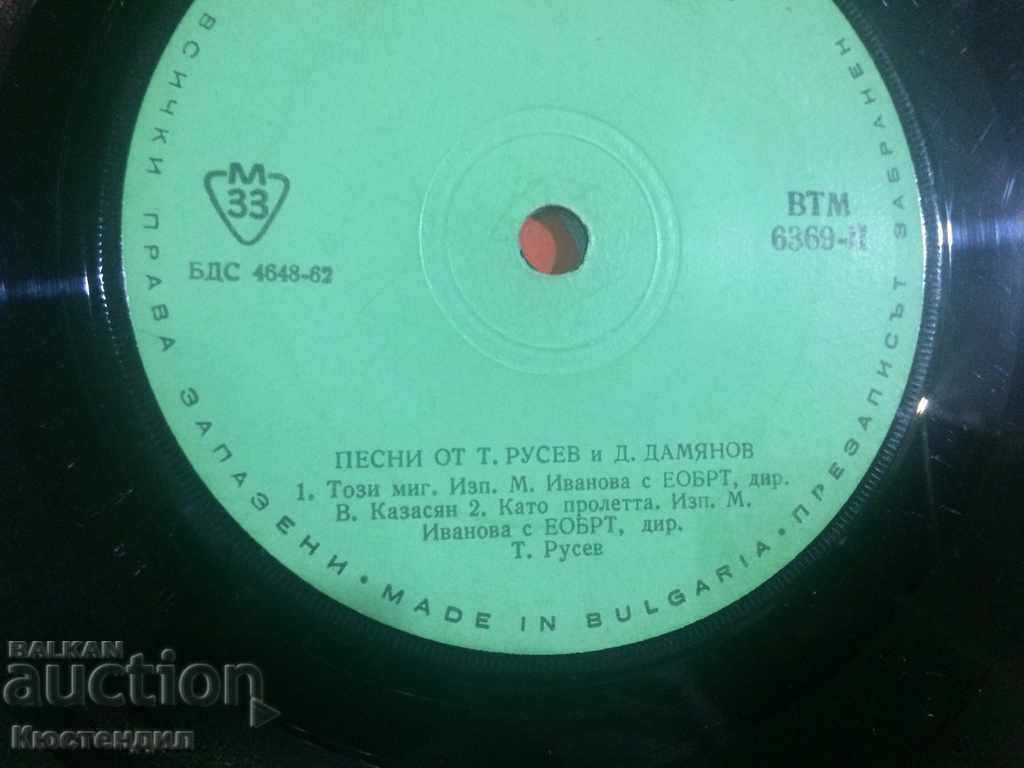 ВСИЧКИ ПРАВА ЗАПАЗЕНИ • MADE IN BULGARIA • ПРЕЗАПИСЪТ ЗАБРАНЕН
М
33
БДС 4648-62
ВТМ
6369-II
ПЕСНИ ОТ Т. РУСЕВ и Д. ДАМЯНОВ
1. Този миг. Изп. М. Иванова с ЕОБРТ, дир.
В. Казасян 2. Като пролетта. Изп. М.
Иванова с ЕОБРТ, дир.
Т. Русев
BALKAN
auction
Кюстендил